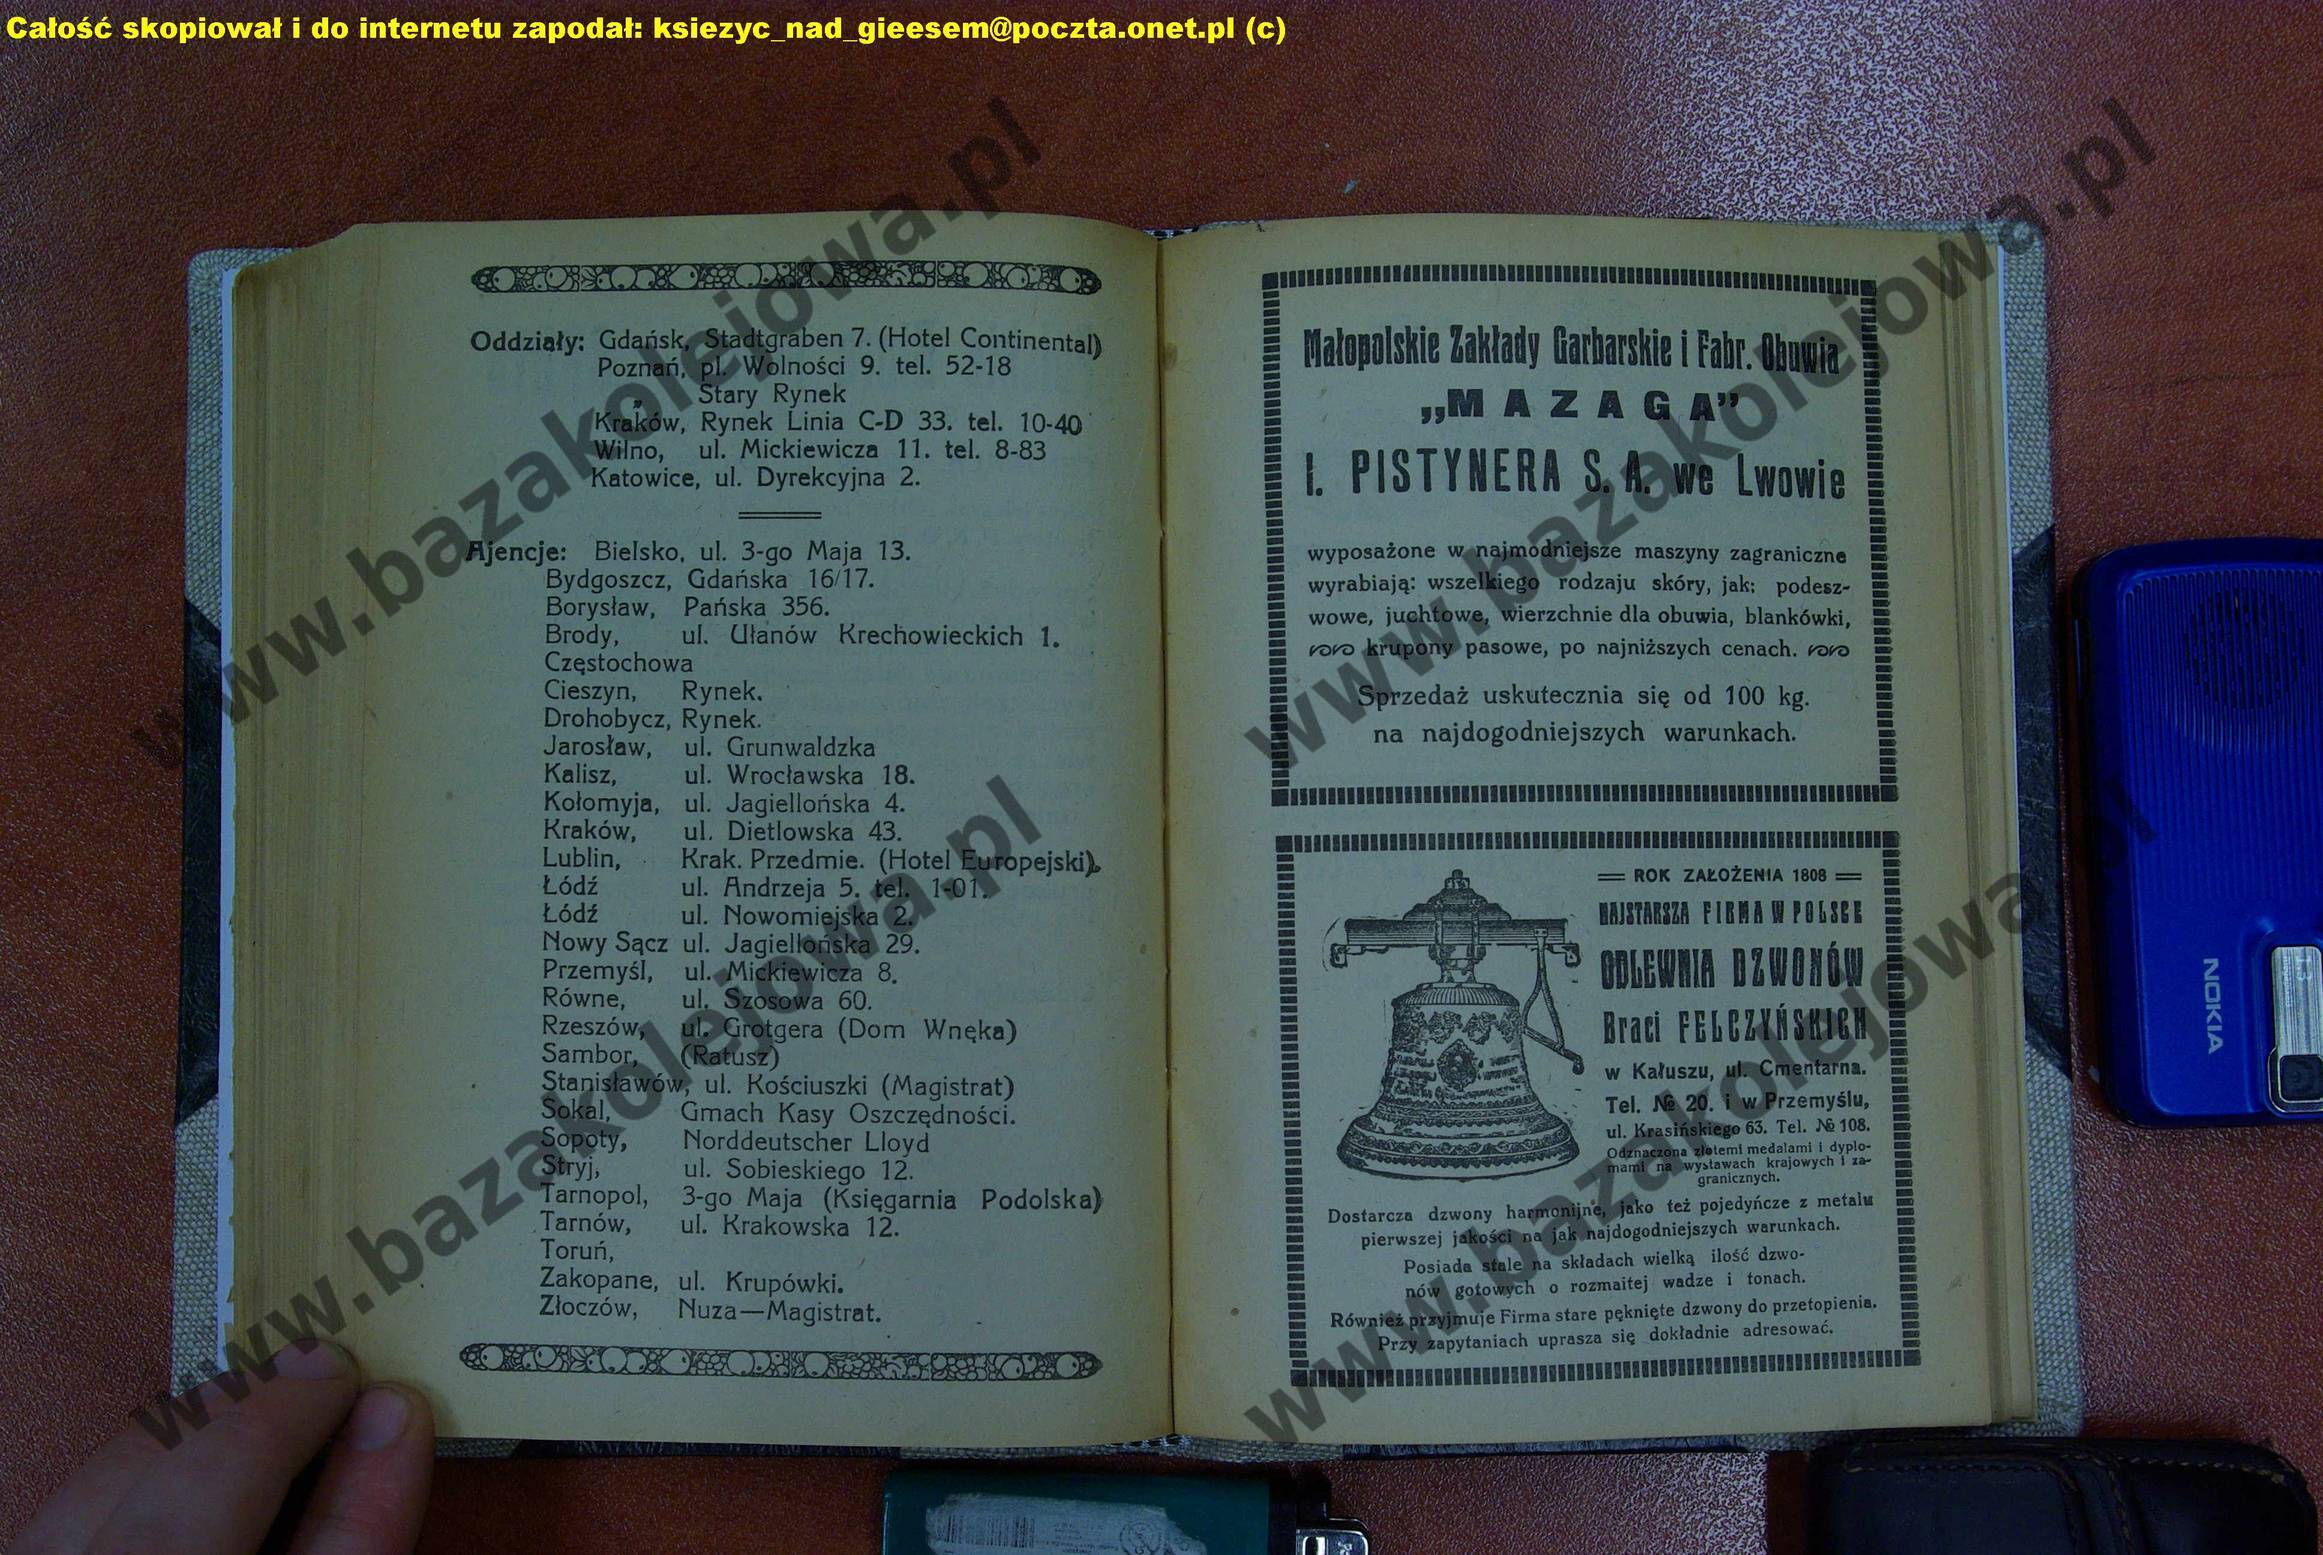 Całość skopiował i do internetu zapodał: ksiezyc_nad_gieesem@poczta.onet.pl (c)
Oddziały: Gdańsk, Stadtgraben 7. (Hotel Continental)
Poznań, pl. Wolności 9. tel. 52-18
„ Stary Rynek
Kraków, Rynek Linia C-D 33. tel. 10-40
Wilno, ul. Mickiewicza 11. tel. 8-83
Katowice, ul. Dyrekcyjna 2.
Ajencje: Bielsko, ul. 3-go Maja 13.
Bydgoszcz, Gdańska 16/17.
Borysław, Pańska 356.
Brody, ul. Ułanów Krechowieckich 1.
Częstochowa
Cieszyn, Rynek.
Drohobycz, Rynek.
Jarosław, ul. Grunwaldzka
Kalisz, ul. Wrocławska 18.
Kołomyja, ul. Jagiellońska 4.
Kraków, ul. Dietlowska 43.
Lublin, Krak. Przedmie. (Hotel Europejski).
Łódź ul. Andrzeja 5. tel. 1-01.
Łódź ul. Nowomiejska 2.
Nowy Sącz ul. Jagiellońska 29.
Przemyśl, ul. Mickiewicza 8.
Równe, ul. Szosowa 60.
Rzeszów, ul. Grotgera (Dom Wnęka)
Sambor, (Ratusz)
Stanisławów, ul. Kościuszki (Magistrat)
Sokal, Gmach Kasy Oszczędności.
Sopoty, Norddeutscher Lloyd
Stryj, ul. Sobieskiego 12.
Tarnopol, 3-go Maja (Księgarnia Podolska)
Tarnów, ul. Krakowska 12.
Toruń,
Zakopane, ul. Krupówki.
Złoczów, Nuza—Magistrat.
Małopolskie Zakłady Garbarskie i Fabr. Obuwia
„MAZAGA”
I. PISTYNERA S. A. we Lwowie
wyposażone w najmodniejsze maszyny zagraniczne
wyrabiają: wszelkiego rodzaju skóry, jak: podesz-
wowe, juchtowe, wierzchnie dla obuwia, blankówki,
krupony pasowe, po najniższych cenach.
Sprzedaż uskutecznia się od 100 kg.
na najdogodniejszych warunkach.
ROK ZAŁOŻENIA 1808
NAJSTARSZA FIRMA W POLSCE
ODLEWNIA DZWONÓW
Braci FELCZYŃSKICH
w Kałuszu, ul. Cmentarna.
Tel. № 20. i w Przemyślu,
ul. Krasińskiego 63. Tel. № 108.
Odznaczona złotemi medalami i dyplo-
mami na wystawach krajowych i za-
granicznych.
Dostarcza dzwony harmonijne, jako też pojedyńcze z metalu
pierwszej jakości na jak najdogodniejszych warunkach.
Posiada stale na składach wielką ilość dzwo-
nów gotowych o rozmaitej wadze i tonach.
Również przyjmuje Firma stare pęknięte dzwony do przetopienia.
Przy zapytaniach uprasza się dokładnie adresować.
NOKIA
www.bazakolejowa.pl
www.bazakolejowa.pl
www.bazakolejowa.pl
www.bazakolejowa.pl